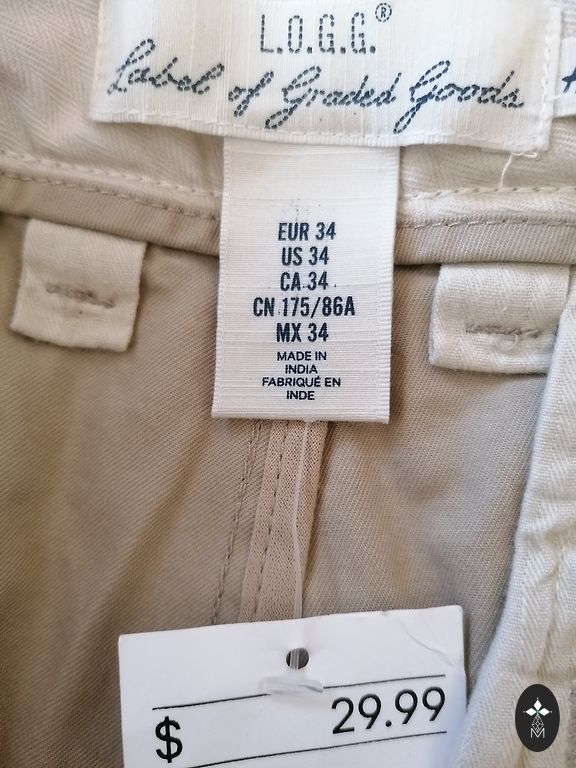 L.O.G.G.®
Label of Graded Goods
EUR 34
US 34
CA 34
CN 175/86A
MX 34
MADE IN
INDIA
FABRIQUÉ EN
INDE
$ 29.99